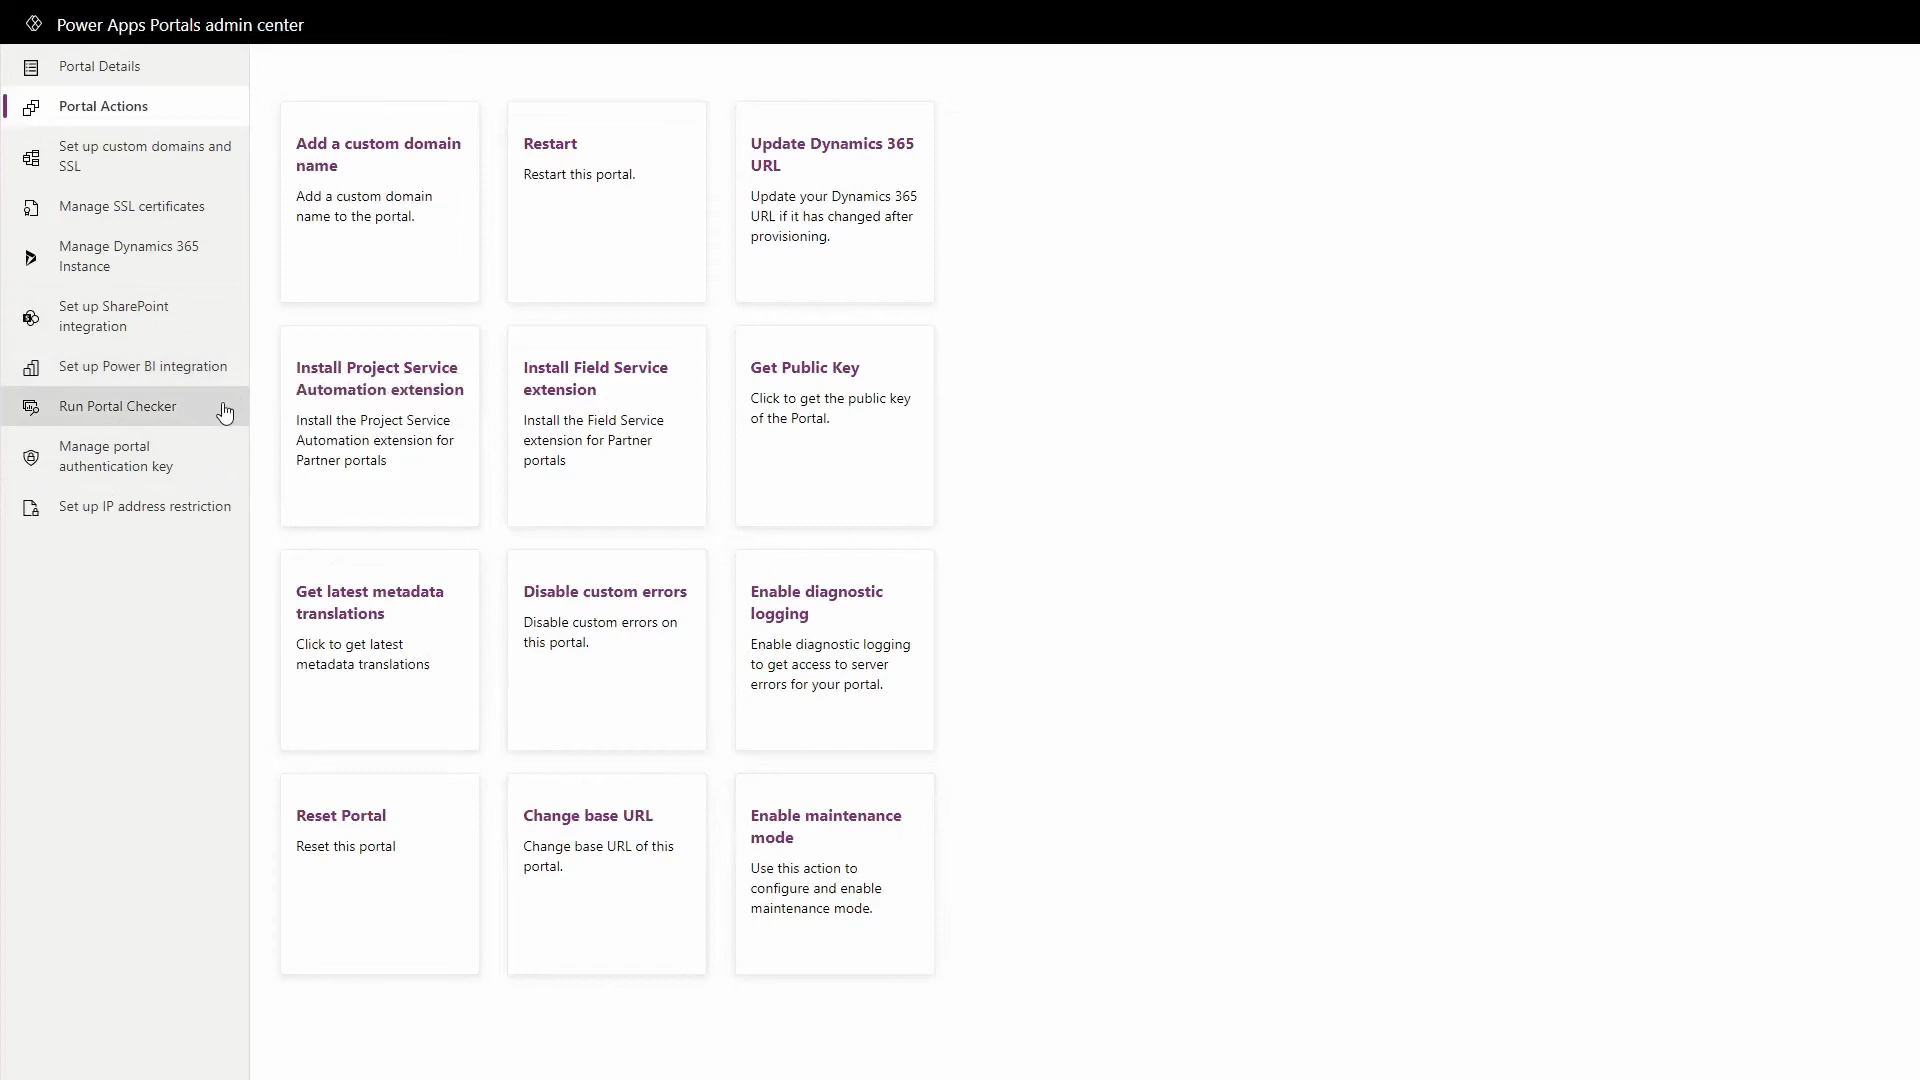 Power Apps Portals admin center
Portal Details
Portal Actions
Set up custom domains and
SSL
Manage SSL certificates
Manage Dynamics 365
Instance
Set up SharePoint
integration
Set up Power BI integration
Run Portal Checker
Manage portal
authentication key
Set up IP address restriction
Add a custom domain
name
Add a custom domain
name to the portal.
Restart
Restart this portal.
Update Dynamics 365
URL
Update your Dynamics 365
URL if it has changed after
provisioning.
Install Project Service
Automation extension
Install the Project Service
Automation extension for
Partner portals
Install Field Service
extension
Install the Field Service
extension for Partner
portals
Get Public Key
Click to get the public key
of the Portal.
Get latest metadata
translations
Click to get latest
metadata translations
Disable custom errors
Disable custom errors on
this portal.
Enable diagnostic
logging
Enable diagnostic logging
to get access to server
errors for your portal.
Reset Portal
Reset this portal
Change base URL
Change base URL of this
portal.
Enable maintenance
mode
Use this action to
configure and enable
maintenance mode.